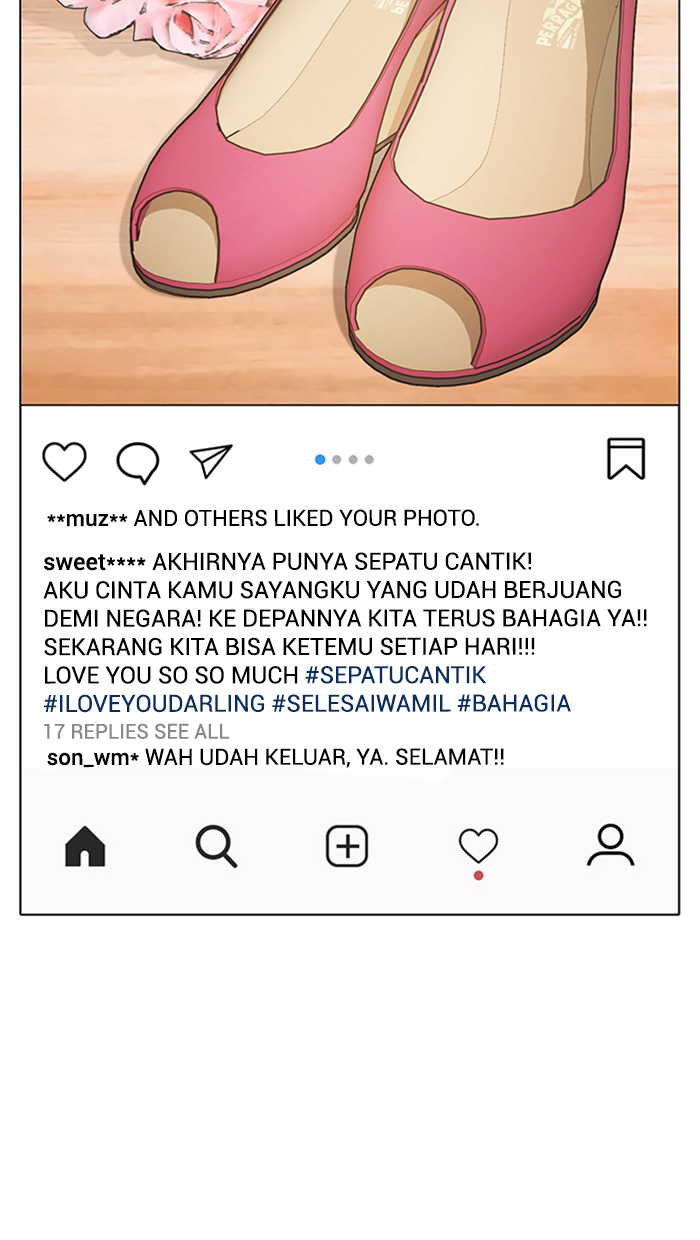 PERRAG
**muz** AND OTHERS LIKED YOUR PHOTO.
sweet**** AKHIRNYA PUNYA SEPATU CANTIK!
AKU CINTA KAMU SAYANGKU YANG UDAH BERJUANG
DEMI NEGARA! KE DEPANNYA KITA TERUS BAHAGIA YA!!
SEKARANG KITA BISA KETEMU SETIAP HARI!!!
LOVE YOU SO SO MUCH #SEPATUCANTIK
#ILOVEYOUDARLING #SELESAIWAMIL #BAHAGIA
17 REPLIES SEE ALL
son_wm* WAH UDAH KELUAR, YA. SELAMAT!!